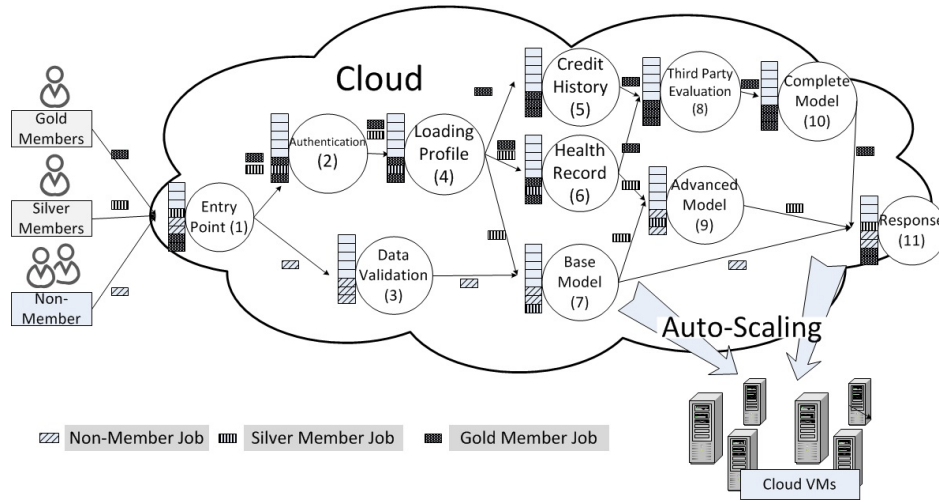 Cloud
Gold
Members
Silver
Members
Non-
Member
Entry
Point (1)
Authentication
(2)
Data
Validation
(3)
Loading
Profile
(4)
Credit
History
(5)
Health
Record
(6)
Base
Model
(7)
Third Party
Evaluation
(8)
Advanced
Model
(9)
Complete
Model
(10)
Response
(11)
Auto-Scaling
Non-Member Job
Silver Member Job
Gold Member Job
Cloud VMs